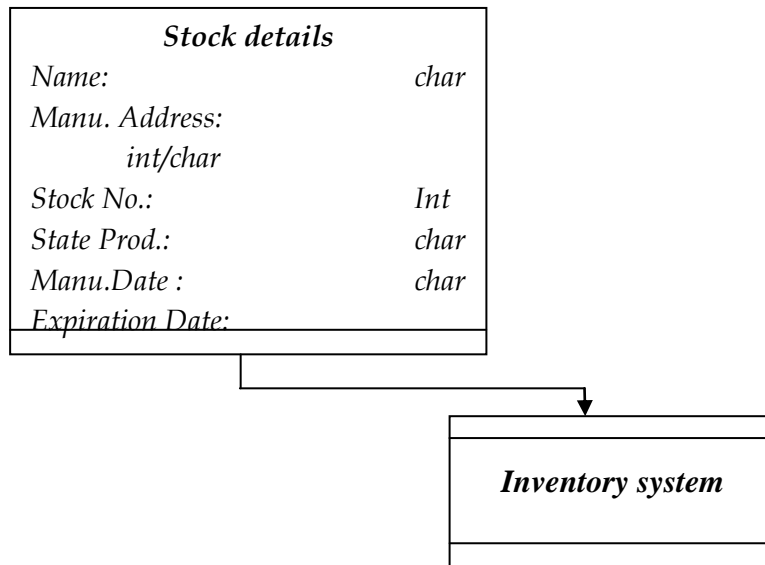 Stock details
Name: char
Manu. Address:
int/char
Stock No.: Int
State Prod.: char
Manu.Date : char
Expiration Date:
Inventory system